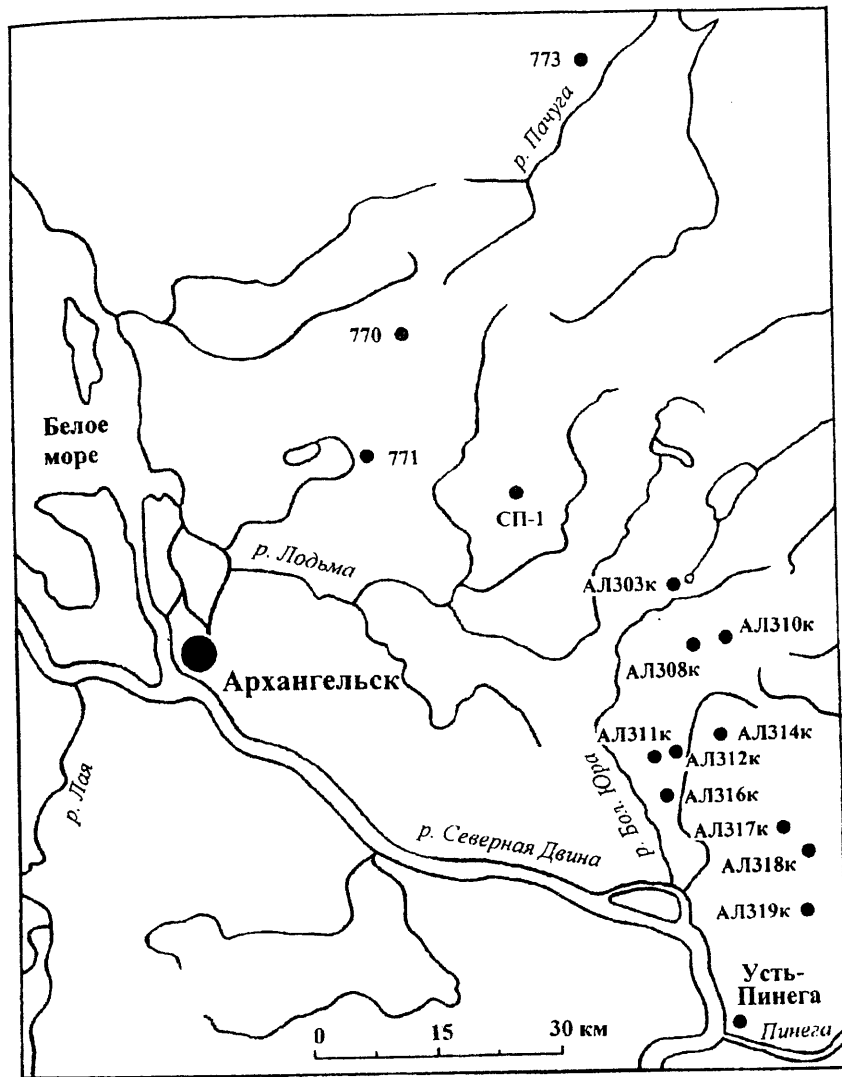 773
р. Пачуга
770
Белое
море
771
СП-1
р. Лодьма
АЛ303к
АЛ310к
АЛ308к
Архангельск
АЛ311к
АЛ314к
АЛ312к
р. Лая
р. Бол. Юра
АЛ316к
р. Северная Двина
АЛ317к
АЛ318к
АЛ319к
Усть-
Пинега
Пинега
0 15 30 км